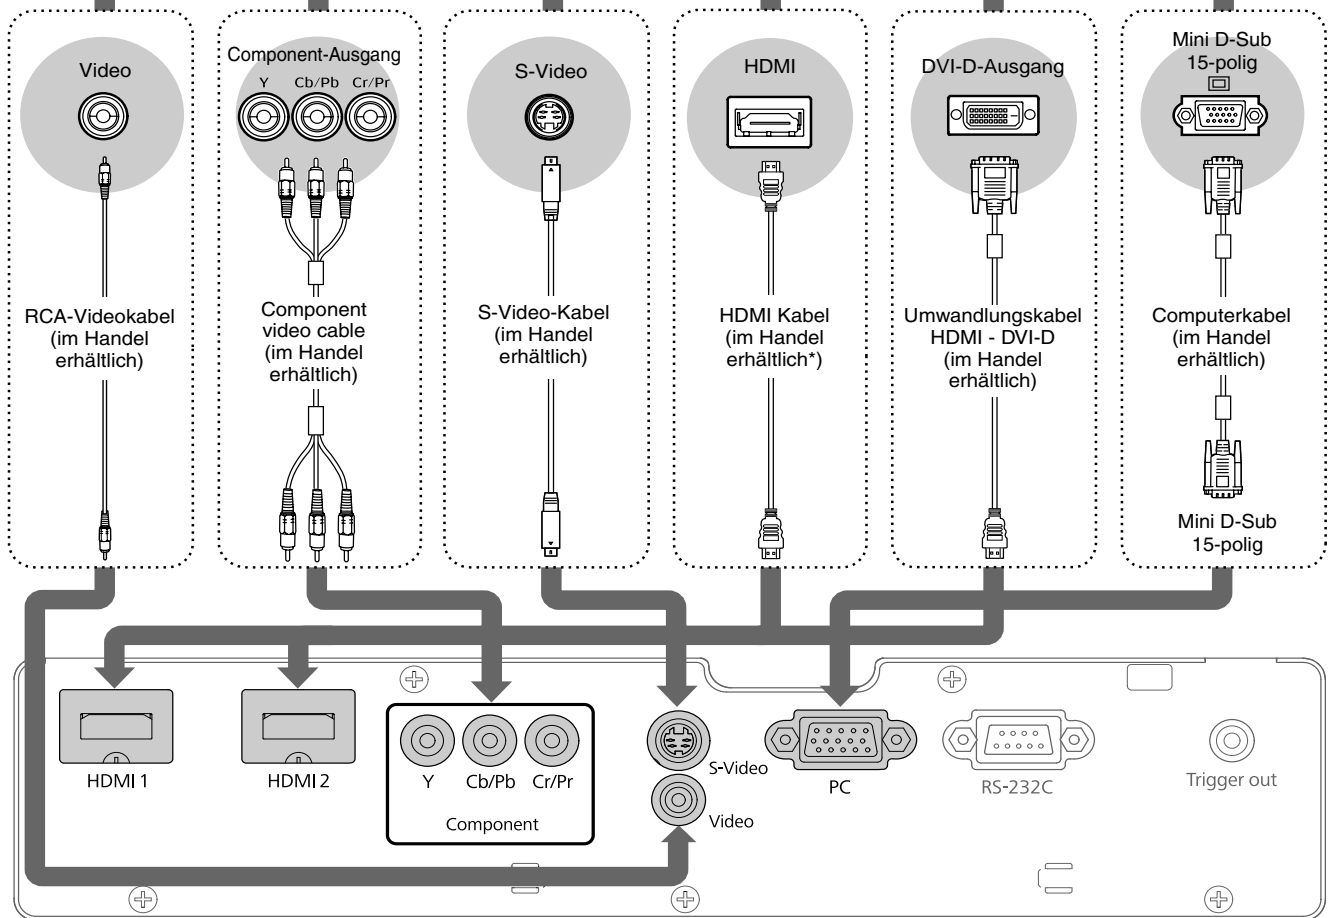 Video
Component-Ausgang
Y Cb/Pb Cr/Pr
S-Video
HDMI
DVI-D-Ausgang
Mini D-Sub
15-polig
RCA-Videokabel
(im Handel
erhältlich)
Component
video cable
(im Handel
erhältlich)
S-Video-Kabel
(im Handel
erhältlich)
HDMI Kabel
(im Handel
erhältlich*)
Umwandlungskabel
HDMI - DVI-D
(im Handel
erhältlich)
Computerkabel
(im Handel
erhältlich)
Mini D-Sub
15-polig
HDMI 1
HDMI 2
Y Cb/Pb Cr/Pr
Component
S-Video
Video
PC
RS-232C
Trigger out